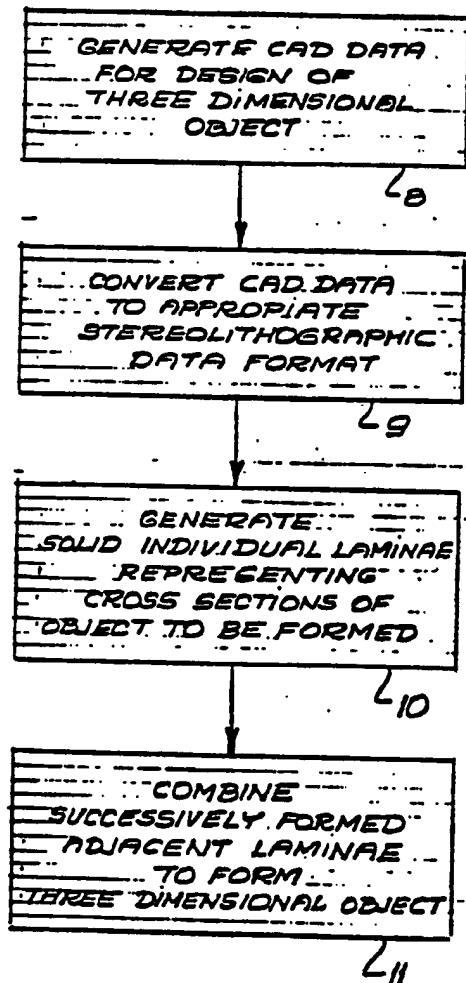 GENERATE CAD DATA
FOR DESIGN OF
THREE DIMENSIONAL
OBJECT
8
CONVERT CAD DATA
TO APPROPIATE
STEREOLITHOGRAPHIC
DATA FORMAT
9
GENERATE
SOLID INDIVIDUAL LAMINAE
REPRESENTING
CROSS SECTIONS OF
OBJECT TO BE FORMED
10
COMBINE
SUCCESSIVELY FORMED
ADJACENT LAMINAE
TO FORM
THREE DIMENSIONAL OBJECT
11